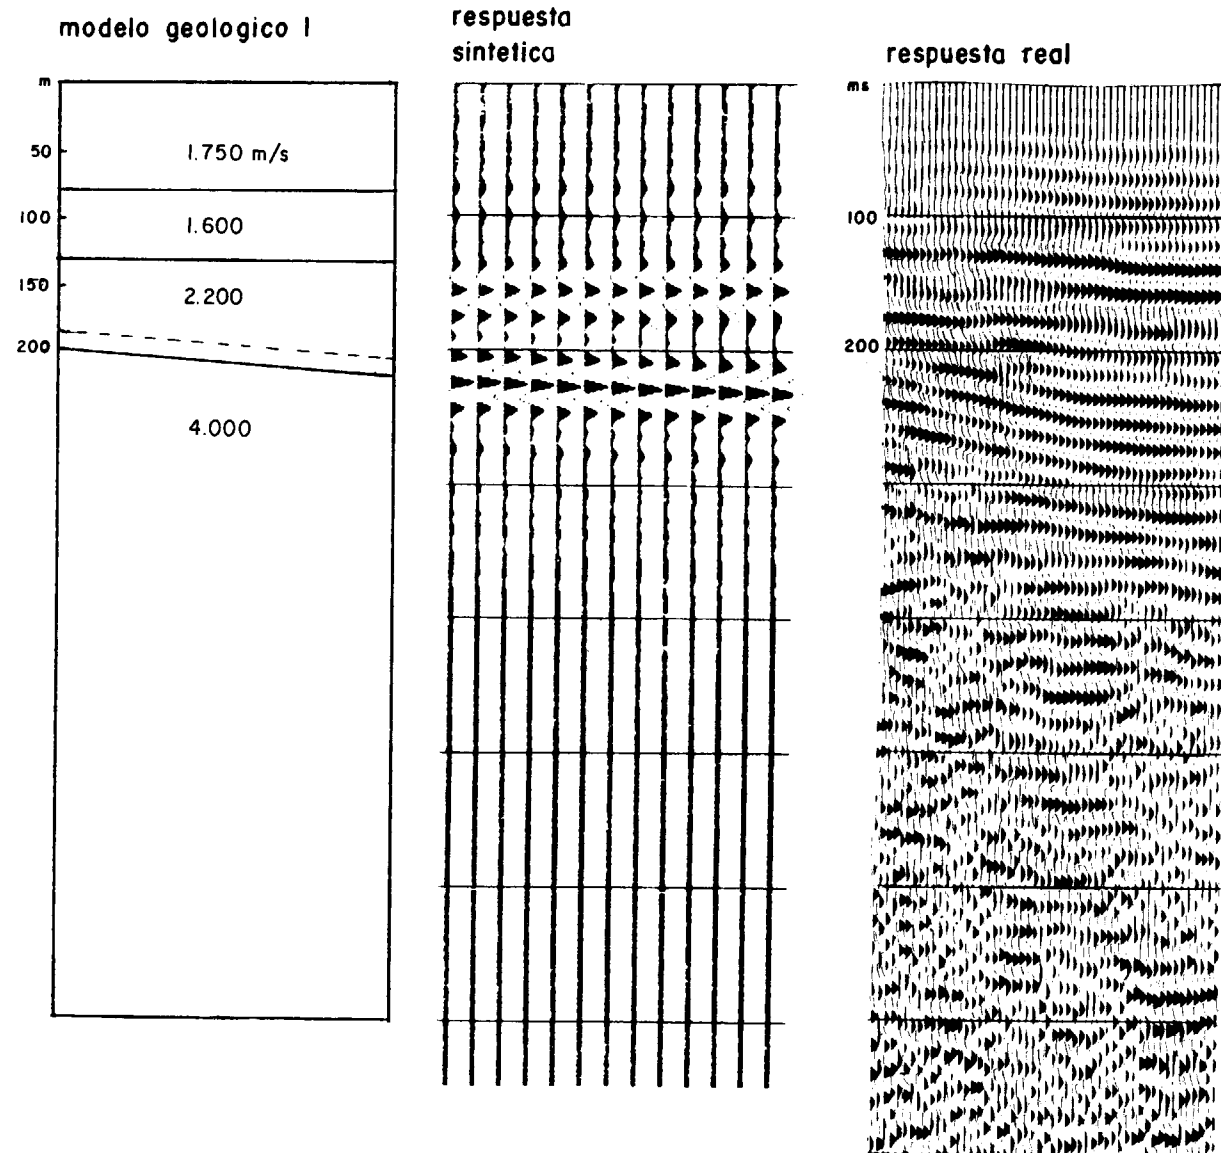 modelo geologico I
respuesta
sintetica
respuesta real
m
50
100
150
200
1.750 m/s
1.600
2.200
4.000
ms
100
200